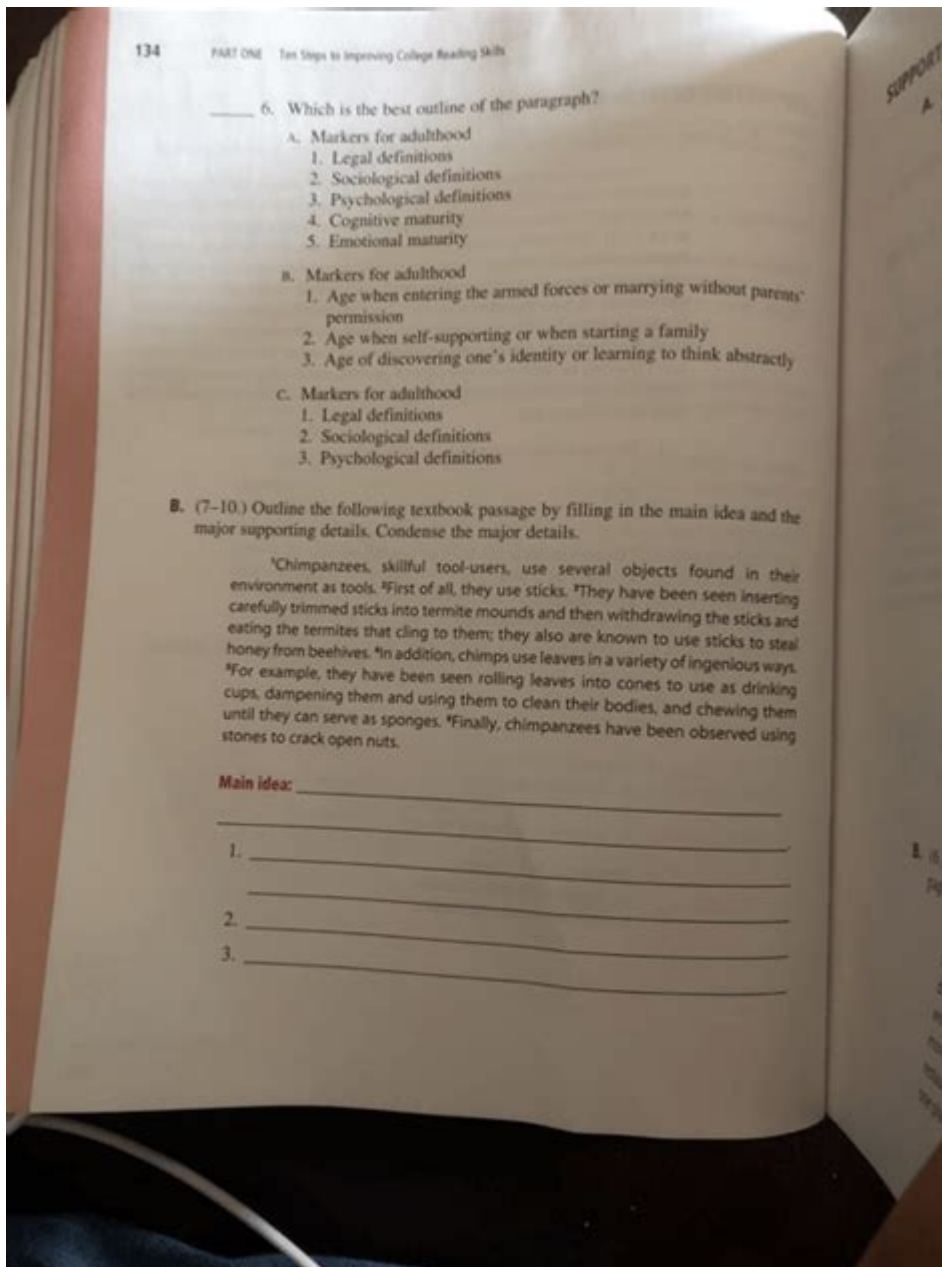 134 PART ONE Ten Steps to Improving College Reading Skills
SUPPORT
A.
____ 6. Which is the best outline of the paragraph?
A. Markers for adulthood
1. Legal definitions
2. Sociological definitions
3. Psychological definitions
4. Cognitive maturity
5. Emotional maturity
B. Markers for adulthood
1. Age when entering the armed forces or marrying without parents'
permission
2. Age when self-supporting or when starting a family
3. Age of discovering one's identity or learning to think abstractly
C. Markers for adulthood
1. Legal definitions
2. Sociological definitions
3. Psychological definitions
B. (7–10.) Outline the following textbook passage by filling in the main idea and the
major supporting details. Condense the major details.
¹Chimpanzees, skillful tool-users, use several objects found in their
environment as tools. ²First of all, they use sticks. ³They have been seen inserting
carefully trimmed sticks into termite mounds and then withdrawing the sticks and
eating the termites that cling to them; they also are known to use sticks to steal
honey from beehives. ⁴In addition, chimps use leaves in a variety of ingenious ways.
⁵For example, they have been seen rolling leaves into cones to use as drinking
cups, dampening them and using them to clean their bodies, and chewing them
until they can serve as sponges. ⁶Finally, chimpanzees have been observed using
stones to crack open nuts.
Main idea:
1.
2.
3.